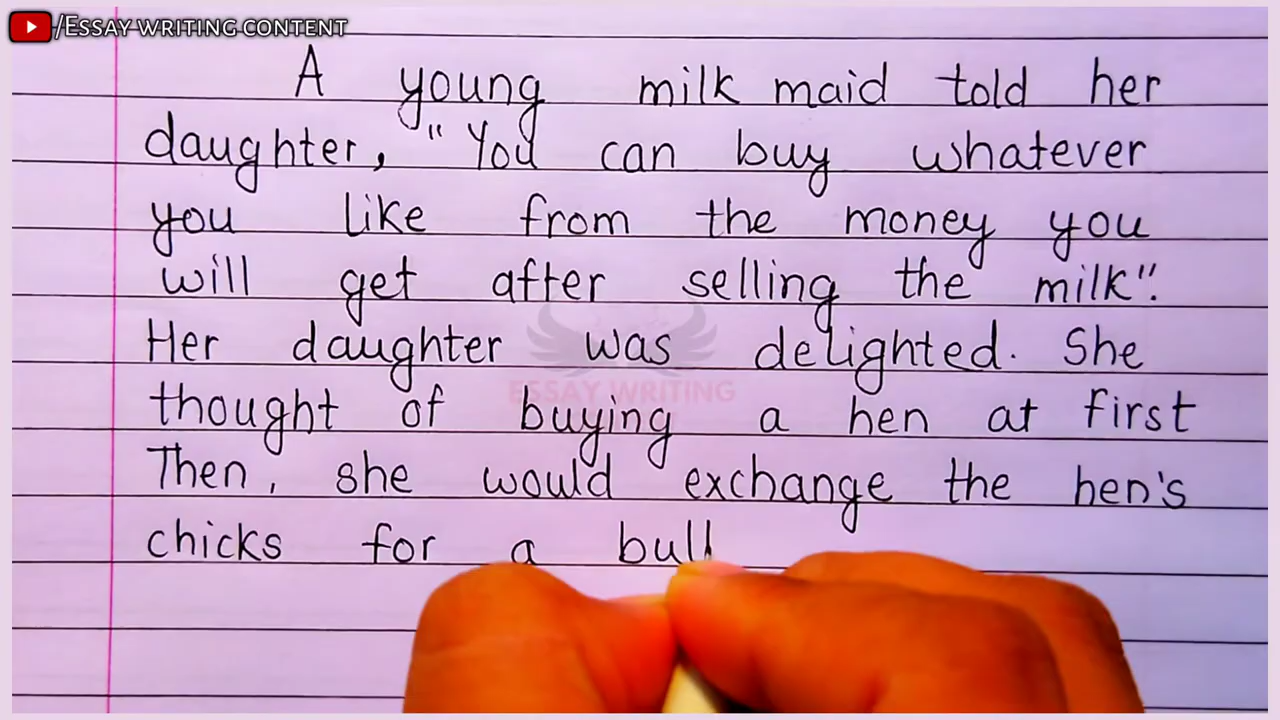 /ESSAY WRITING CONTENT
A young milk maid told her
daughter, "You can buy whatever
you like from the money you
will get after selling the milk".
Her daughter was delighted. She
ESSAY WRITING
thought of buying a hen at first
Then, she would exchange the hen's
chicks for a bull